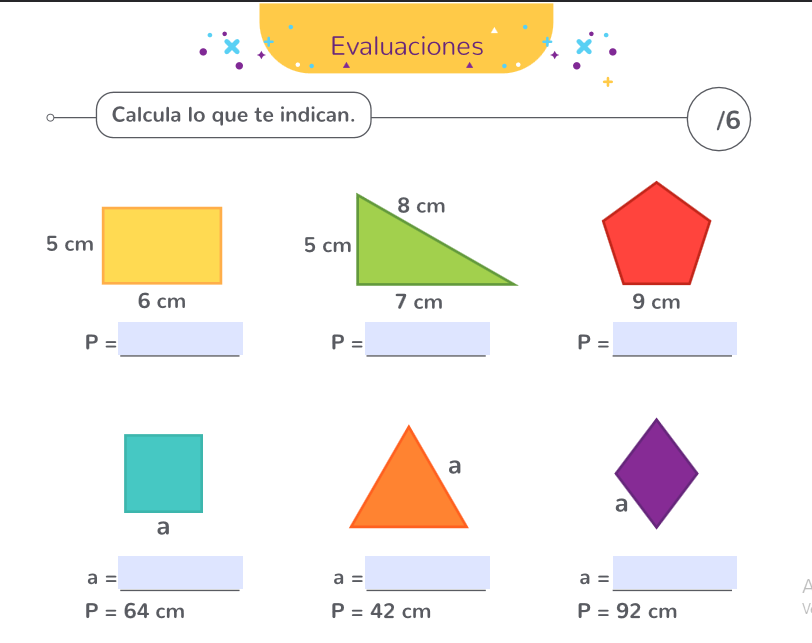 Evaluaciones
Calcula lo que te indican.
/6
5 cm
6 cm
P =
8 cm
5 cm
7 cm
P =
9 cm
P =
a
a =
P = 64 cm
a
a =
P = 42 cm
a
a =
P = 92 cm